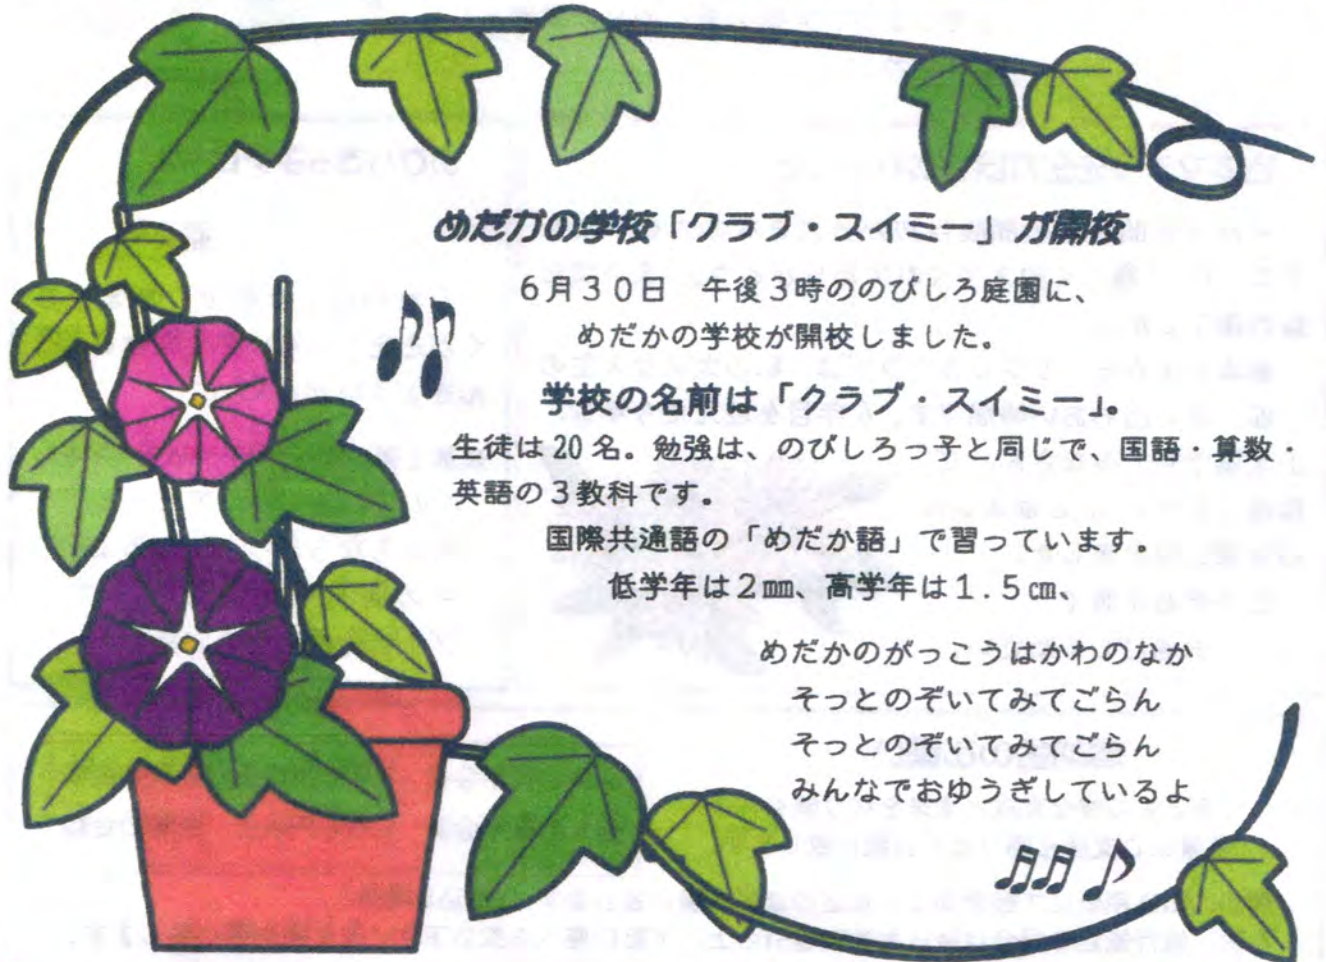 めだかの学校「クラブ・スイミー」が開校
6月30日 午後3時ののびしろ庭園に、
めだかの学校が開校しました。
学校の名前は「クラブ・スイミー」。
生徒は20名。勉強は、のびしろっ子と同じで、国語・算数・
英語の3教科です。
国際共通語の「めだか語」で習っています。
低学年は2㎜、高学年は1.5㎝、
めだかのがっこうはかわのなか
そっとのぞいてみてごらん
そっとのぞいてみてごらん
みんなでおゆうぎしているよ